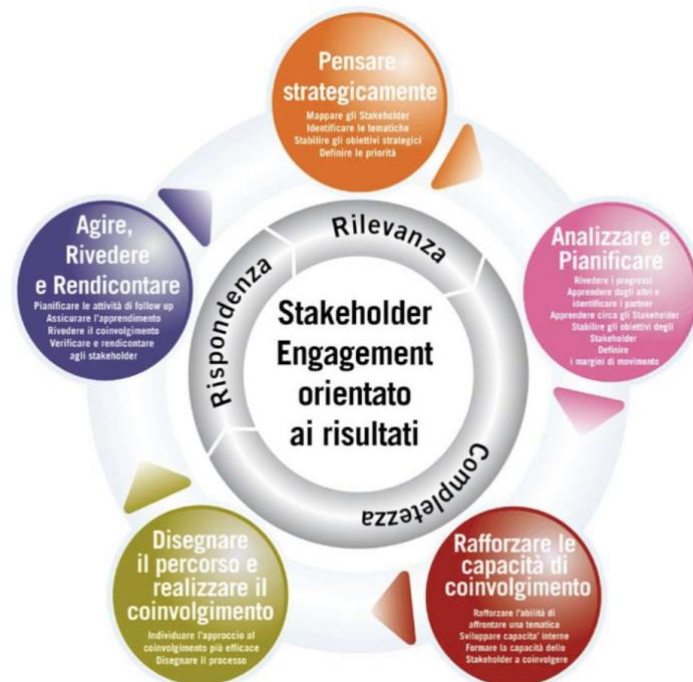 Pensare
strategicamente
Mappare gli Stakeholder
Identificare le tematiche
Stabilire gli obiettivi strategici
Definire le priorità
Analizzare e
Pianificare
Rivedere i progressi
Apprendere dagli altri e
identificare i partner
Apprendere circa gli Stakeholder
Stabilire gli obiettivi degli
Stakeholder
Definire
i margini di movimento
Rafforzare le
capacità di
coinvolgimento
Rafforzare l'abilità di
affrontare una tematica
Sviluppare capacita' interne
Formare la capacità dello
Stakeholder a coinvolgere
Disegnare
il percorso e
realizzare il
coinvolgimento
Individuare l'approccio al
coinvolgimento più efficace
Disegnare il processo
Agire,
Rivedere
e Rendicontare
Pianificare le attività di follow up
Assicurare l'apprendimento
Rivedere il coinvolgimento
Verificare e rendicontare
agli stakeholder
Rilevanza
Completezza
Rispondenza
Stakeholder
Engagement
orientato
ai risultati